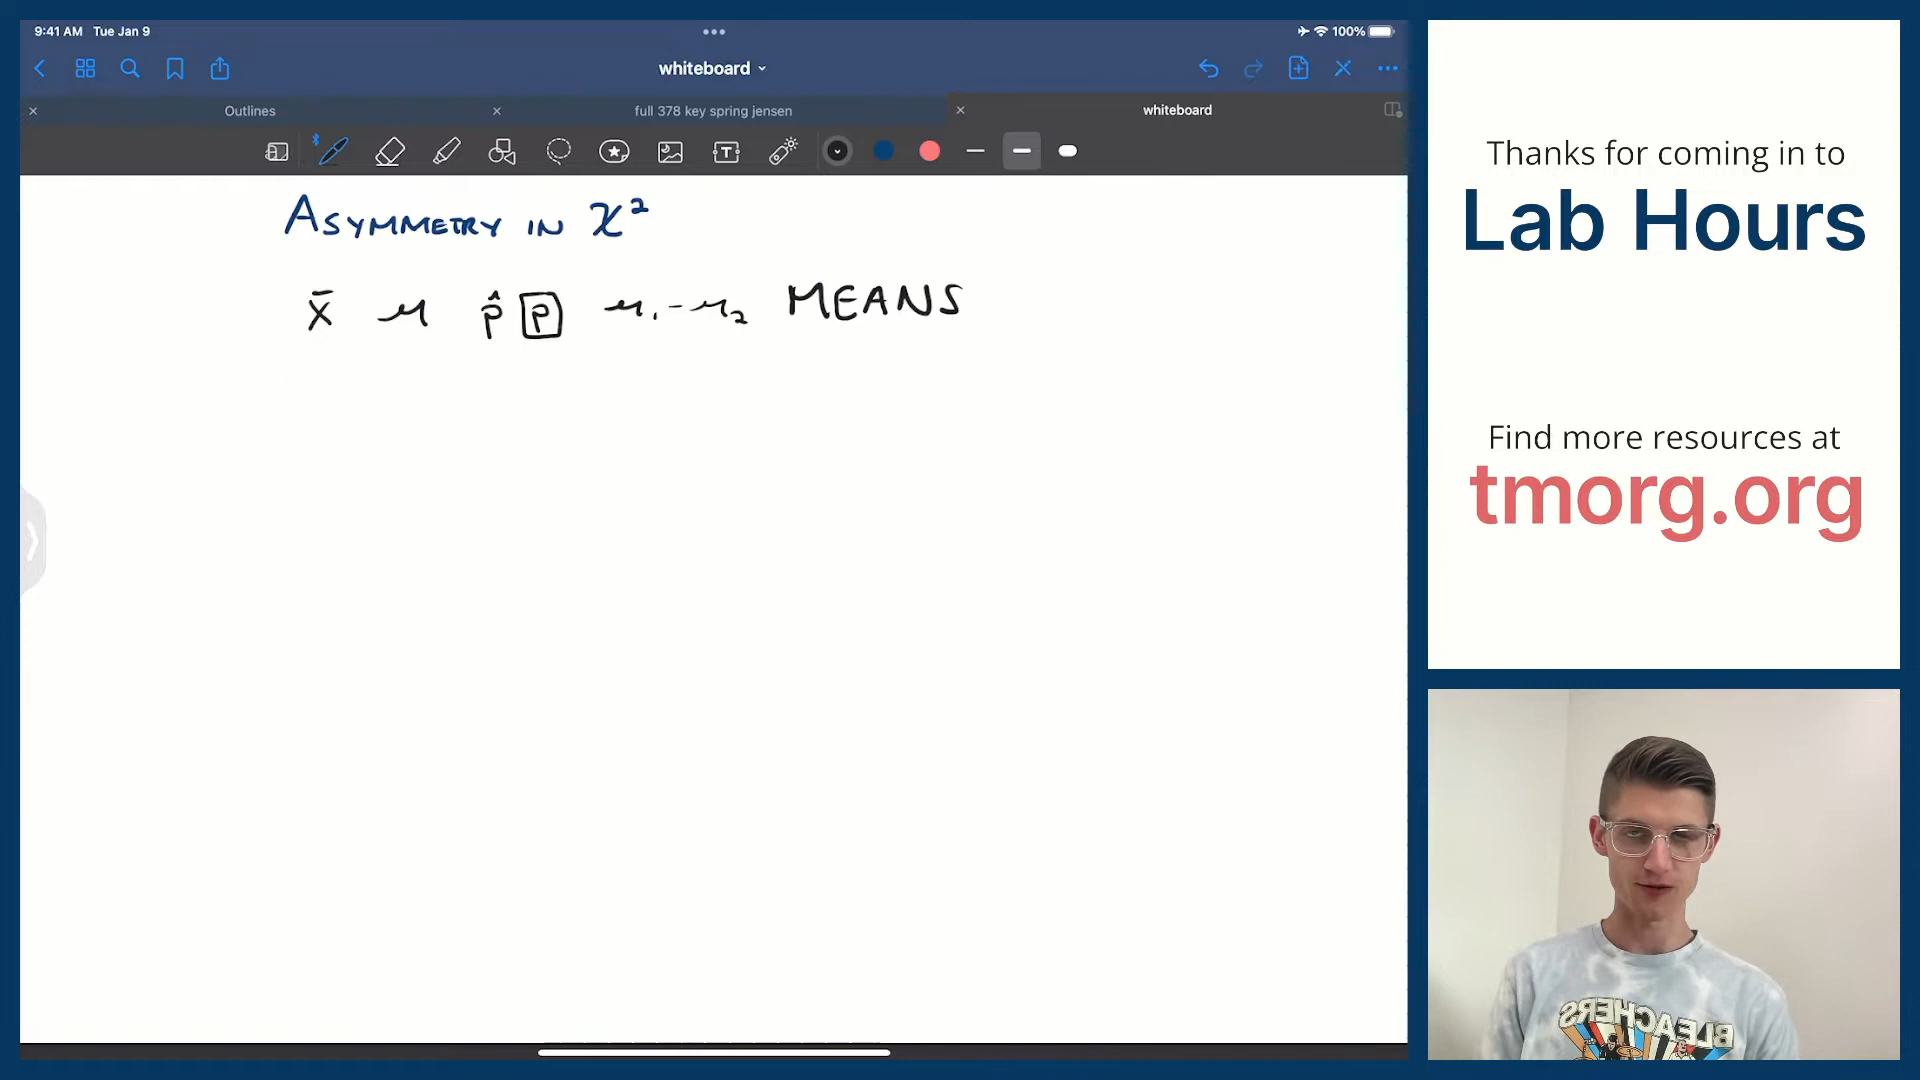 9:41 AM Tue Jan 9
100%
whiteboard
Outlines
full 378 key spring jensen
whiteboard
T
ASYMMETRY IN χ²
x̄ μ p̂ p μ₁-μ₂ MEANS
Thanks for coming in to
Lab Hours
Find more resources at
tmorg.org
BLEACHERS